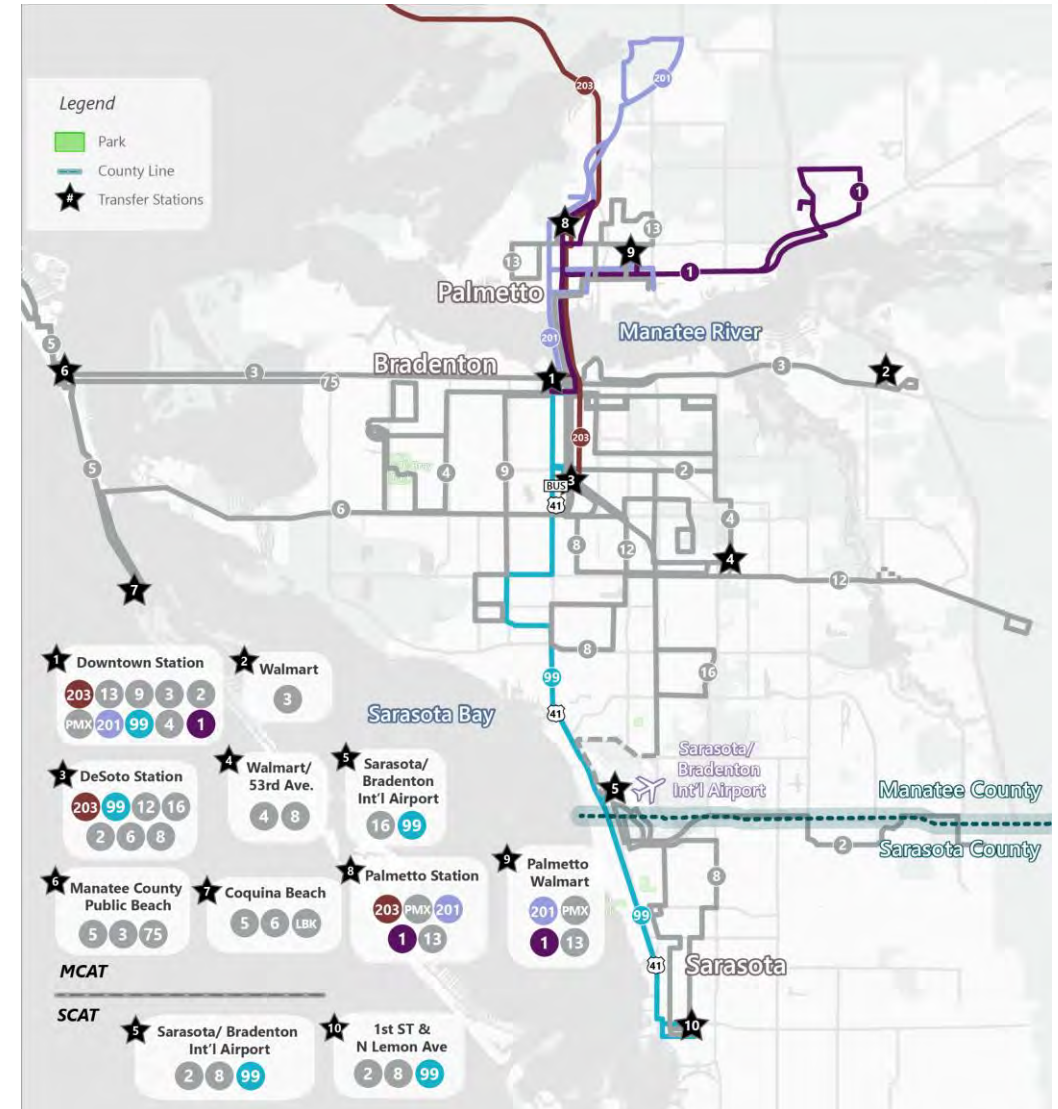 Legend
Park
County Line
# Transfer Stations
203
201
1
8
13
9
13
1
Palmetto
Manatee River
201
5
6
3
Bradenton
1
3
2
75
203
5
4
9
3
2
BUS
41
6
4
8
12
4
7
12
8
16
99
41
Sarasota Bay
Sarasota/
Bradenton
Int'l Airport
5
Manatee County
2
Sarasota County
8
99
41
Sarasota
10
1 Downtown Station
203 13 9 3 2
PMX 201 99 4 1
2 Walmart
3
3 DeSoto Station
203 99 12 16
2 6 8
4 Walmart/
53rd Ave.
4 8
5 Sarasota/
Bradenton
Int'l Airport
16 99
6 Manatee County
Public Beach
5 3 75
7 Coquina Beach
5 6 LBK
8 Palmetto Station
203 PMX 201
1 13
9 Palmetto
Walmart
201 PMX
1 13
MCAT
SCAT
5 Sarasota/ Bradenton
Int'l Airport
2 8 99
10 1st ST &
N Lemon Ave
2 8 99